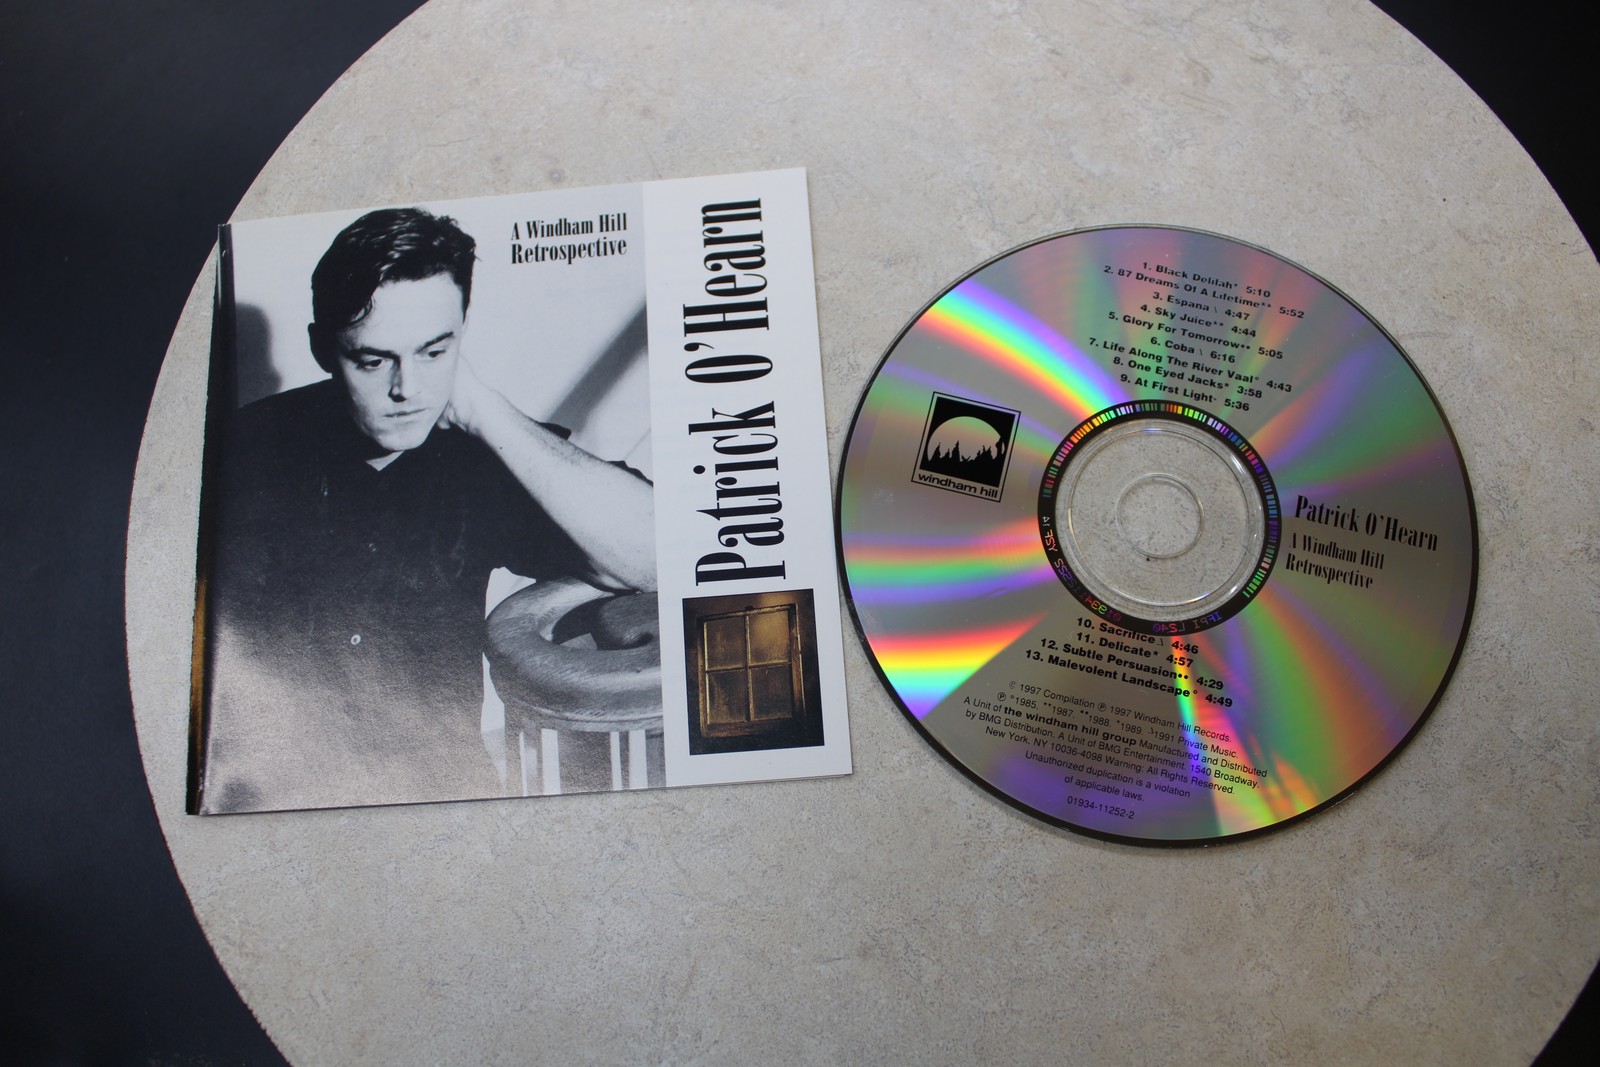 A Windham Hill
Retrospective
Patrick O'Hearn
1. Black Delilah* 5:10
2. 87 Dreams Of A Lifetime** 5:52
3. Espana \ 4:47
4. Sky Juice** 4:44
5. Glory For Tomorrow** 5:05
6. Coba \ 6:16
7. Life Along The River Vaal° 4:43
8. One Eyed Jacks* 3:58
9. At First Light· 5:36
windham hill
Patrick O'Hearn
A Windham Hill
Retrospective
10. Sacrifice \ 4:46
11. Delicate* 4:57
12. Subtle Persuasion•• 4:29
13. Malevolent Landscape° 4:49
© 1997 Compilation ℗ 1997 Windham Hill Records.
℗ *1985, **1987, ••1988, °1989, \1991 Private Music.
A Unit of the windham hill group Manufactured and Distributed
by BMG Distribution. A Unit of BMG Entertainment. 1540 Broadway.
New York, NY 10036-4098 Warning: All Rights Reserved.
Unauthorized duplication is a violation
of applicable laws.
01934-11252-2